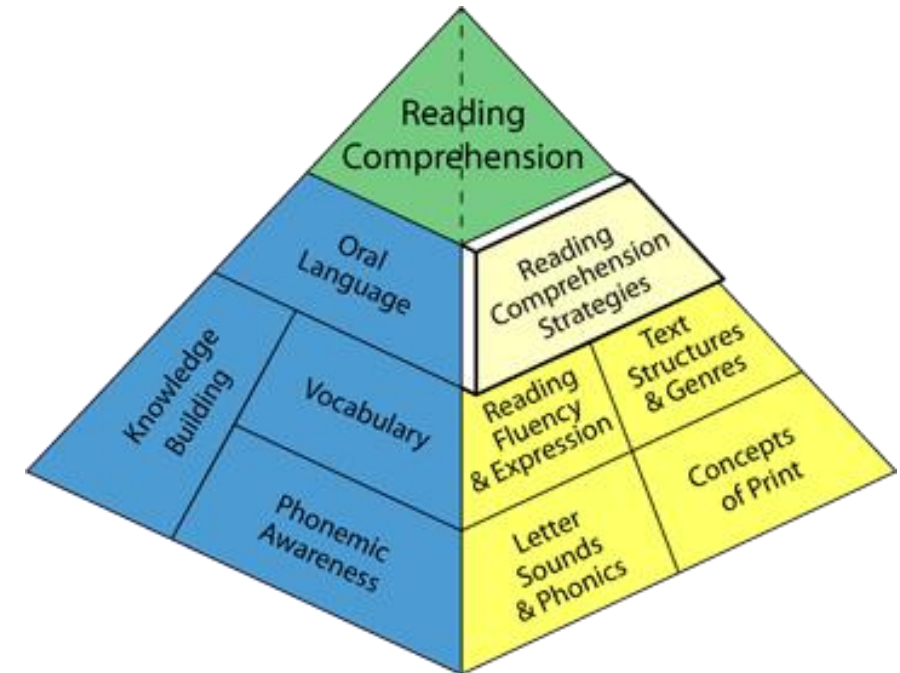 Reading
Comprehension
Oral
Language
Reading
Comprehension
Strategies
Knowledge
Building
Vocabulary
Reading
Fluency
& Expression
Text
Structures
& Genres
Phonemic
Awareness
Letter
Sounds
& Phonics
Concepts
of Print